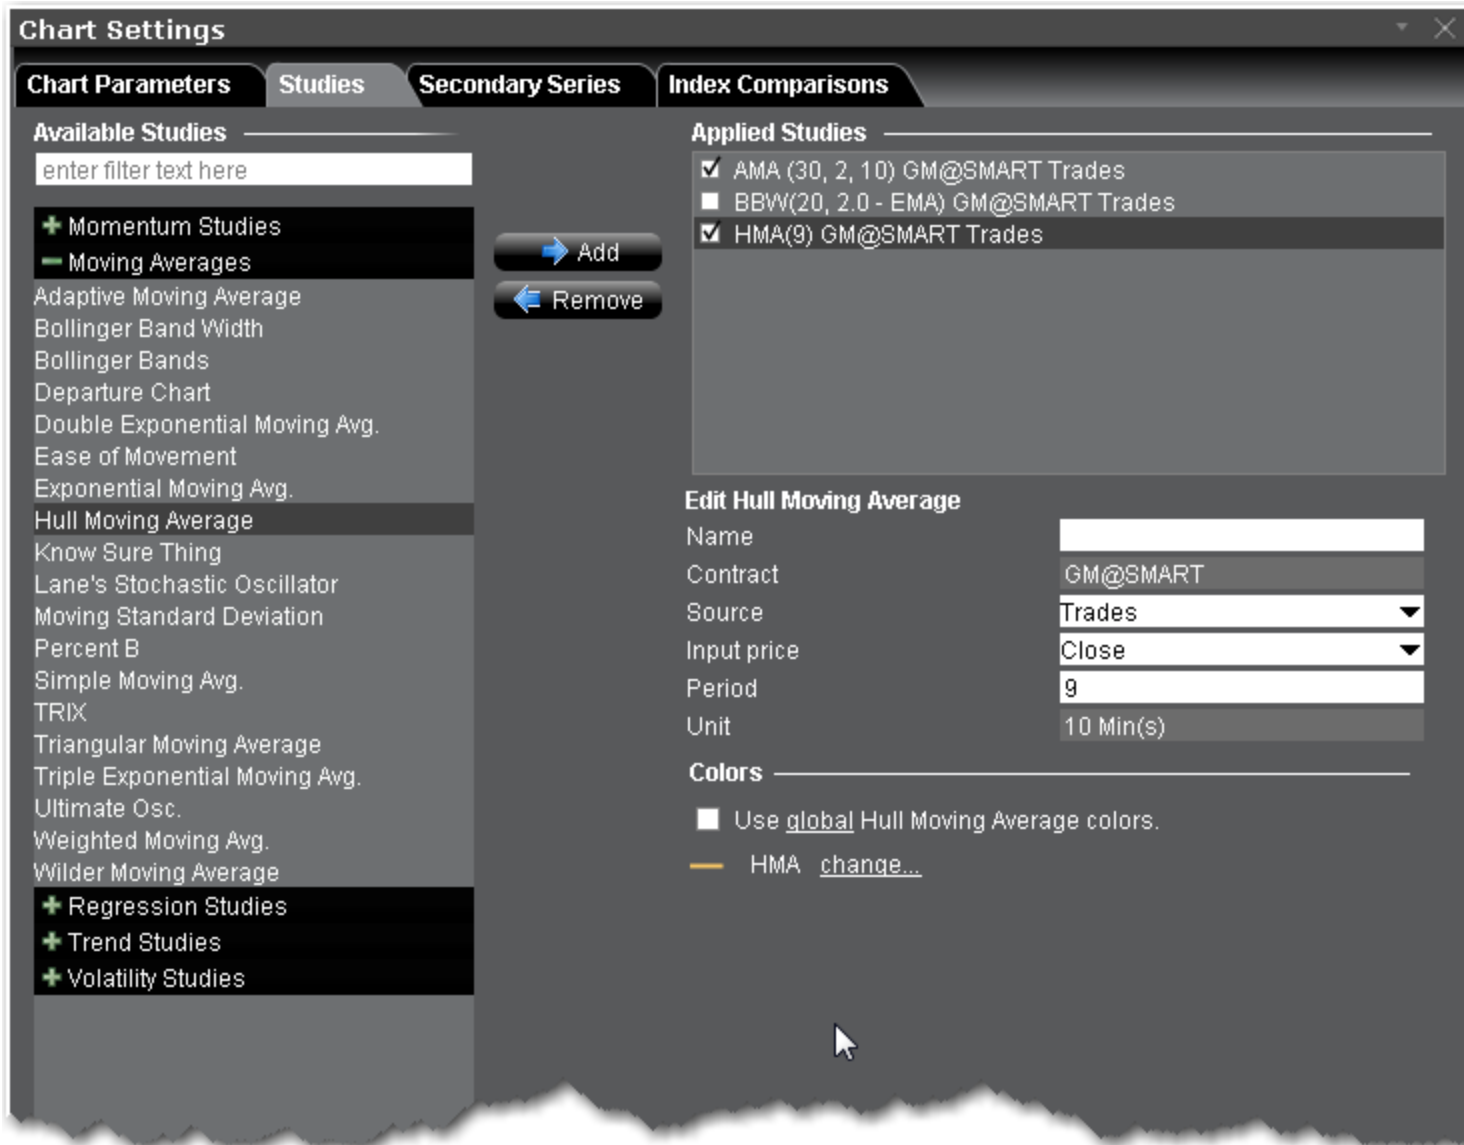 Chart Settings
Chart Parameters
Studies
Secondary Series
Index Comparisons
Available Studies
enter filter text here
Momentum Studies
Moving Averages
Adaptive Moving Average
Bollinger Band Width
Bollinger Bands
Departure Chart
Double Exponential Moving Avg.
Ease of Movement
Exponential Moving Avg.
Hull Moving Average
Know Sure Thing
Lane's Stochastic Oscillator
Moving Standard Deviation
Percent B
Simple Moving Avg.
TRIX
Triangular Moving Average
Triple Exponential Moving Avg.
Ultimate Osc.
Weighted Moving Avg.
Wilder Moving Average
Regression Studies
Trend Studies
Volatility Studies
Add
Remove
Applied Studies
AMA (30, 2, 10) GM@SMART Trades
BBW(20, 2.0 - EMA) GM@SMART Trades
HMA(9) GM@SMART Trades
Edit Hull Moving Average
Name
Contract GM@SMART
Source Trades
Input price Close
Period 9
Unit 10 Min(s)
Colors
Use global Hull Moving Average colors.
HMA change...